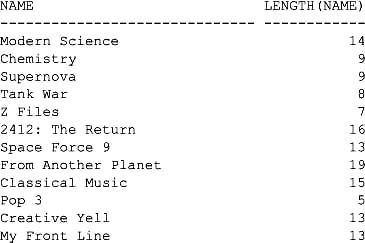 NAME                           LENGTH(NAME)
------------------------------ ------------
Modern Science                           14
Chemistry                                 9
Supernova                                 9
Tank War                                  8
Z Files                                   7
2412: The Return                         16
Space Force 9                            13
From Another Planet                      19
Classical Music                          15
Pop 3                                     5
Creative Yell                            13
My Front Line                            13